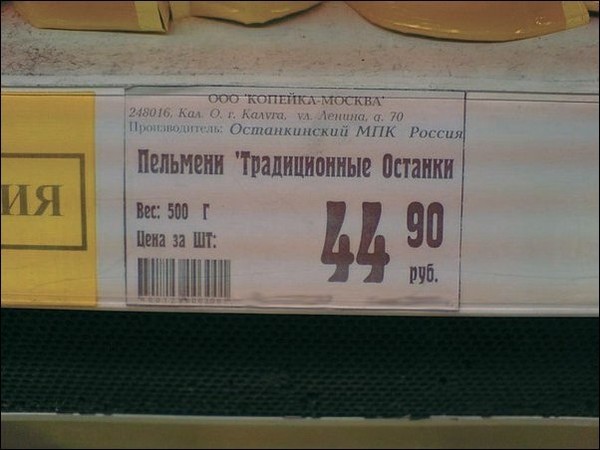 ООО 'КОПЕЙКА-МОСКВА'
248016, Кал. О. г. Калуга, ул. Ленина, д. 70
Производитель: Останкинский МПК Россия
Пельмени 'Традиционные Останки
Вес: 500 Г
Цена за ШТ:
44 90
руб.
ИЯ